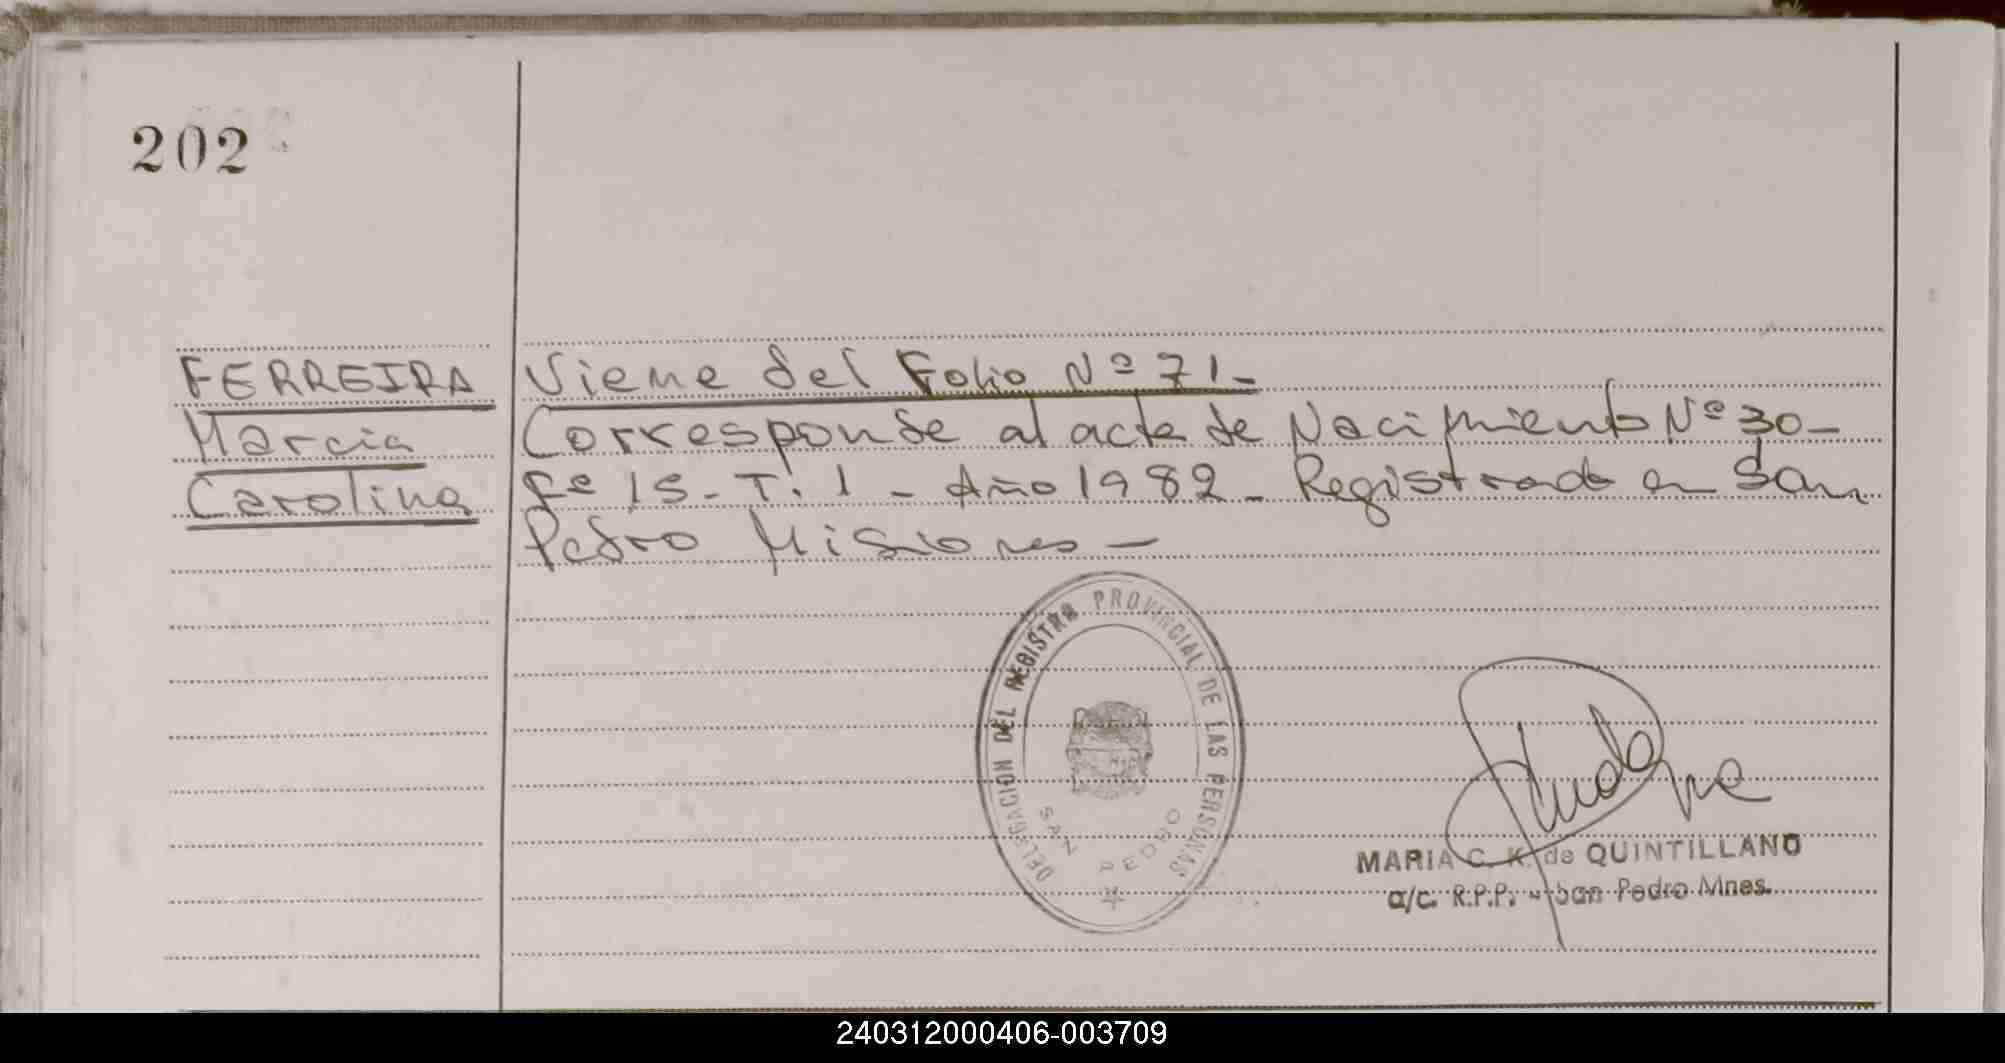 202
FERREIRA
Marcia
Carolina
Viene del Folio Nº 71-
Corresponde al acta de Nacimiento Nº 30-
Fº 15 - T. 1 - Año 1982 - Registrado en San
Pedro Misiones -
DELEGACION DEL REGISTRO PROVINCIAL DE LAS PERSONAS
SAN PEDRO
MARIA C. K. de QUINTILLANO
a/c. R.P.P. - San Pedro Mnes.
240312000406-003709